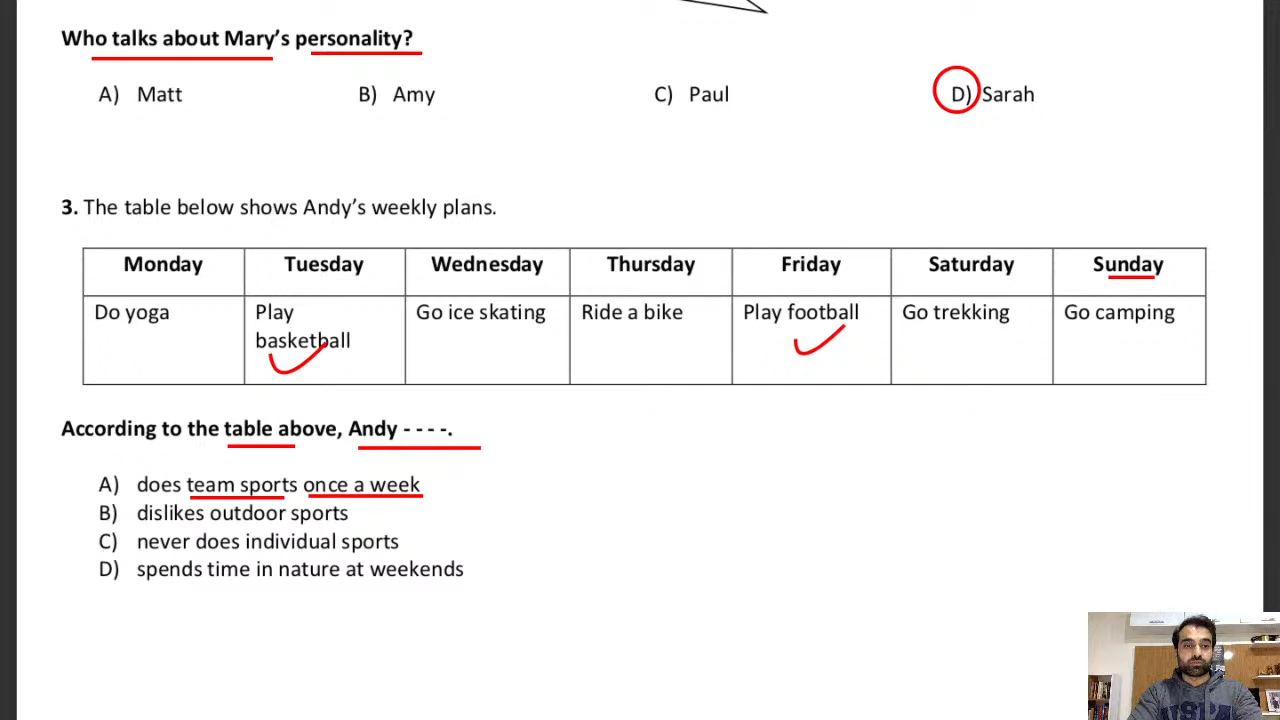 Who talks about Mary's personality?
A) Matt B) Amy C) Paul D) Sarah
3. The table below shows Andy's weekly plans.
Monday Tuesday Wednesday Thursday Friday Saturday Sunday
Do yoga Play basketball Go ice skating Ride a bike Play football Go trekking Go camping
According to the table above, Andy - - - -.
A) does team sports once a week
B) dislikes outdoor sports
C) never does individual sports
D) spends time in nature at weekends